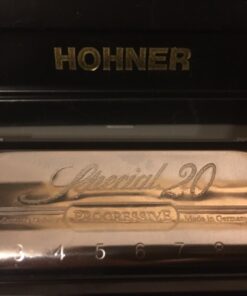 HOHNER
Special 20
PROGRESSIVE Made in Germany
3 4 5 6 7 8